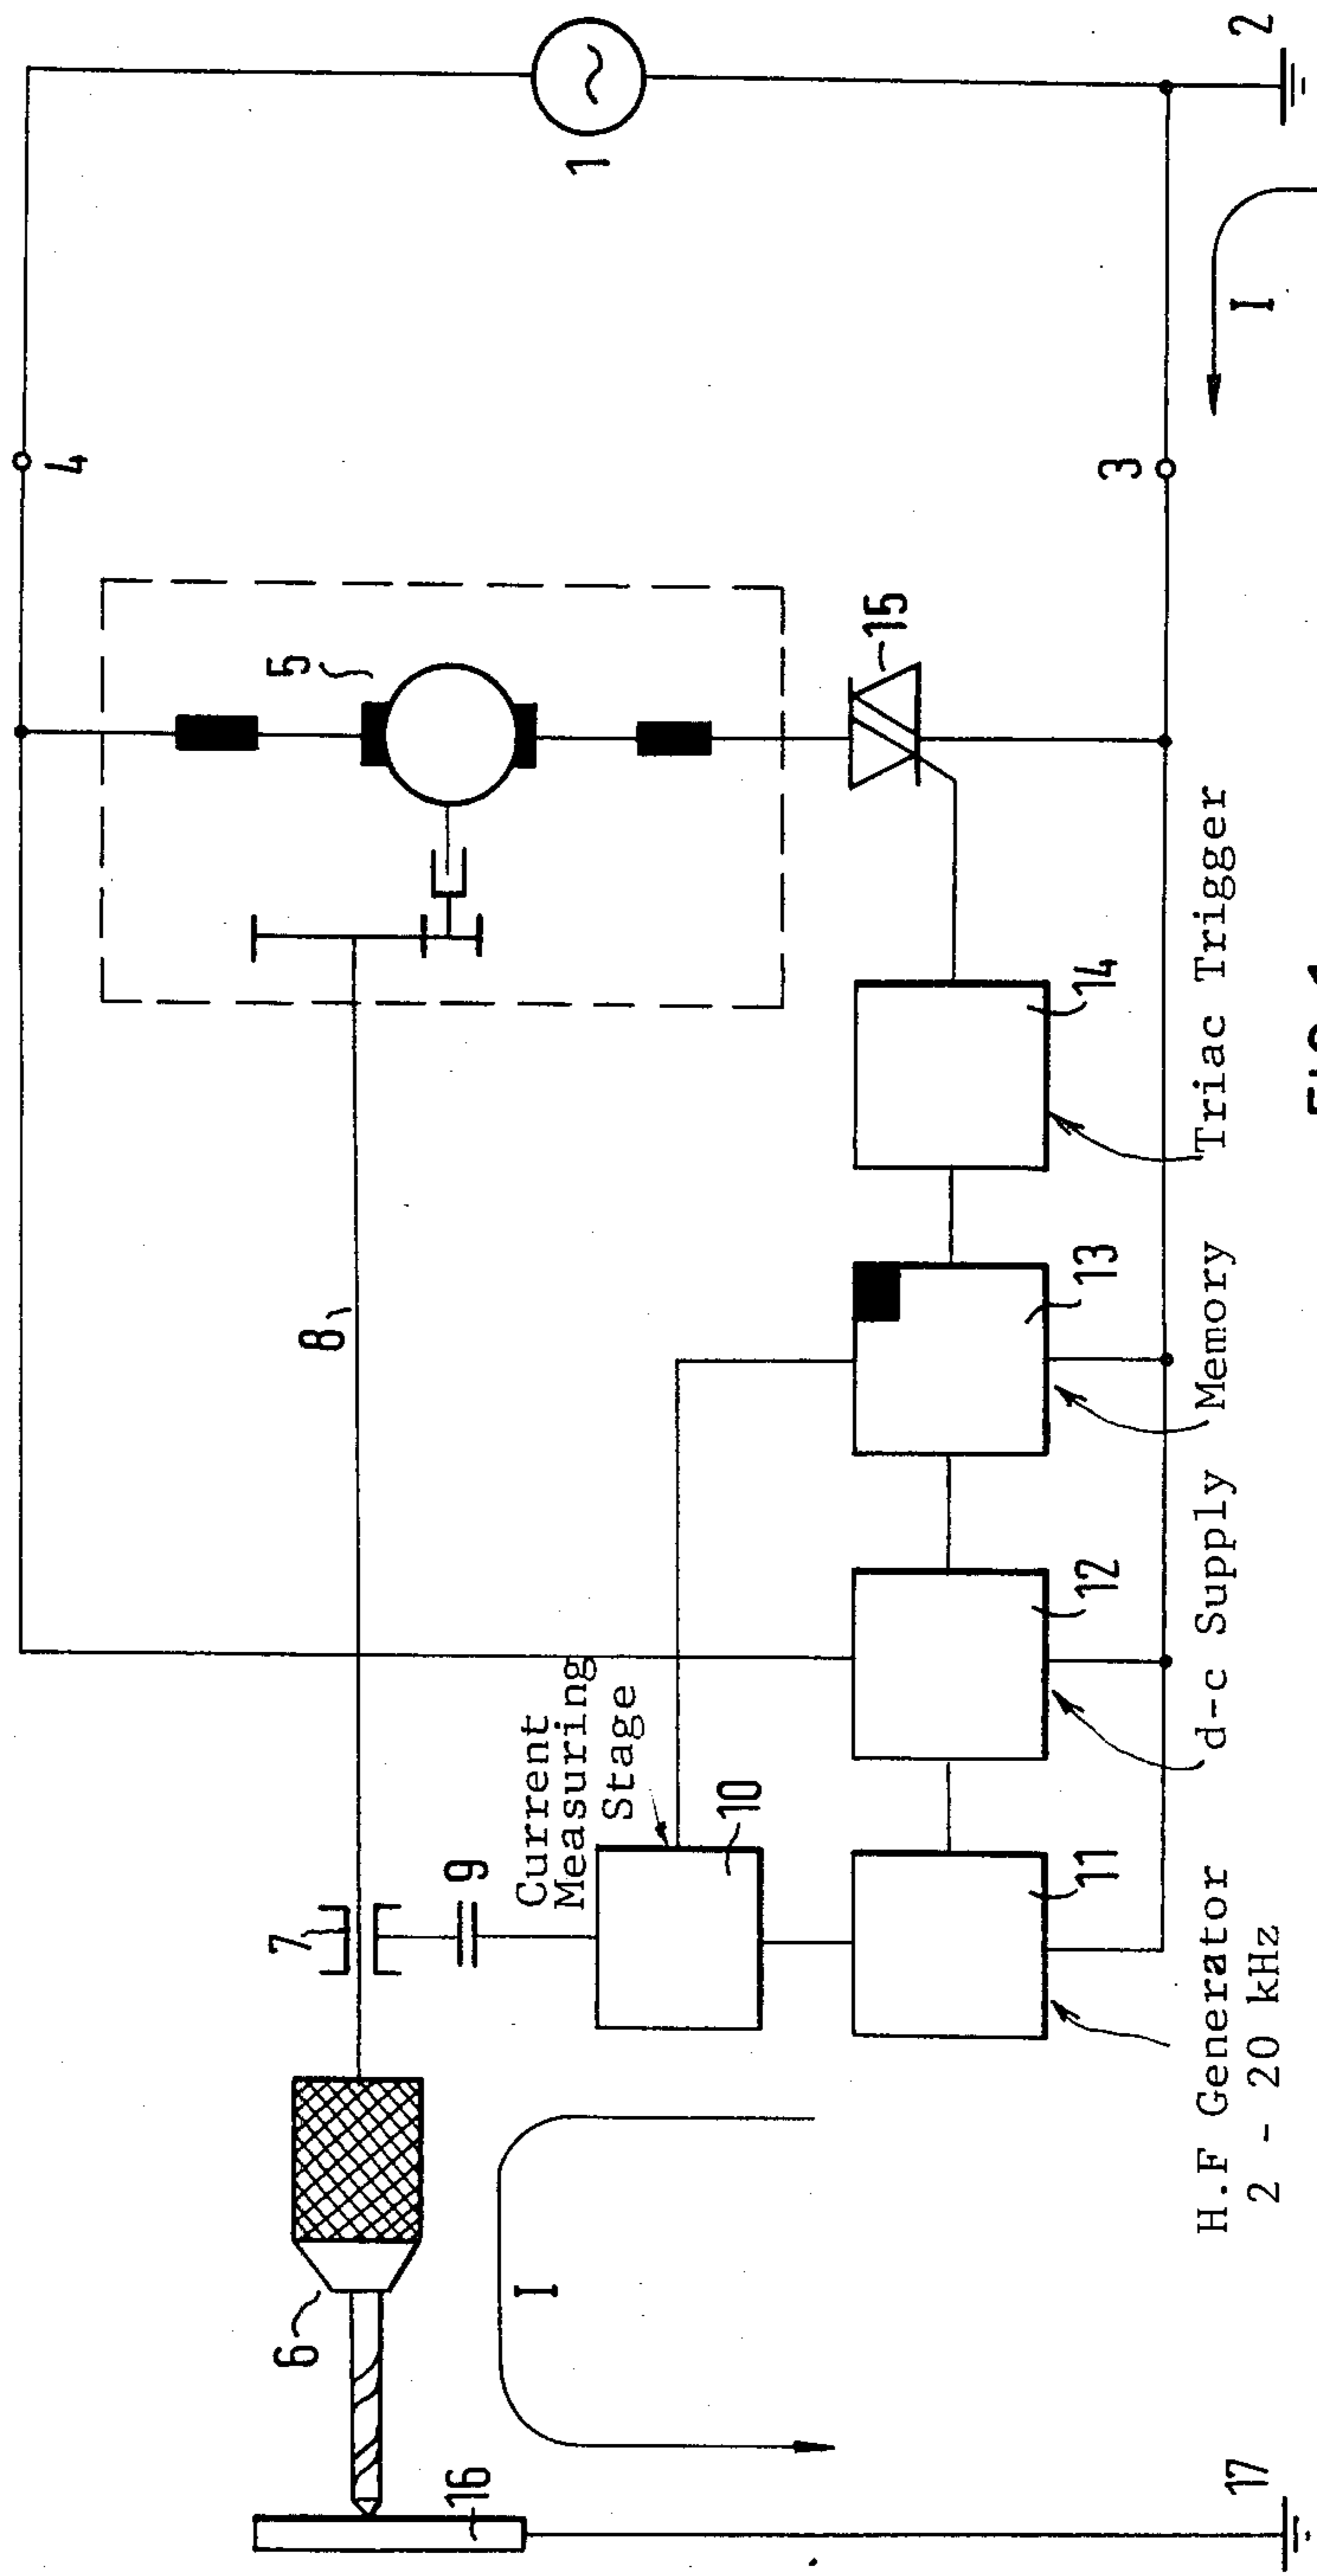 4
1
2
5
15
3
I
8
14
Triac Trigger
13
Memory
12
d-c Supply
7
9
Current
Measuring
Stage
10
11
H.F Generator
2 - 20 kHz
6
I
16
17